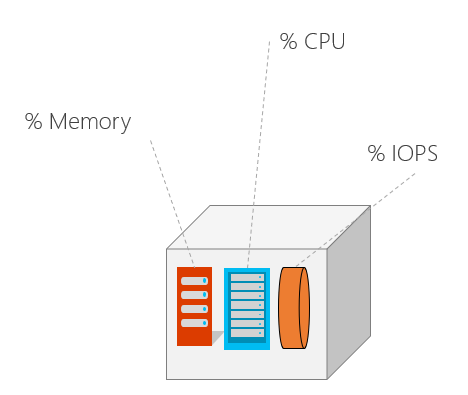 % CPU
% Memory
% IOPS